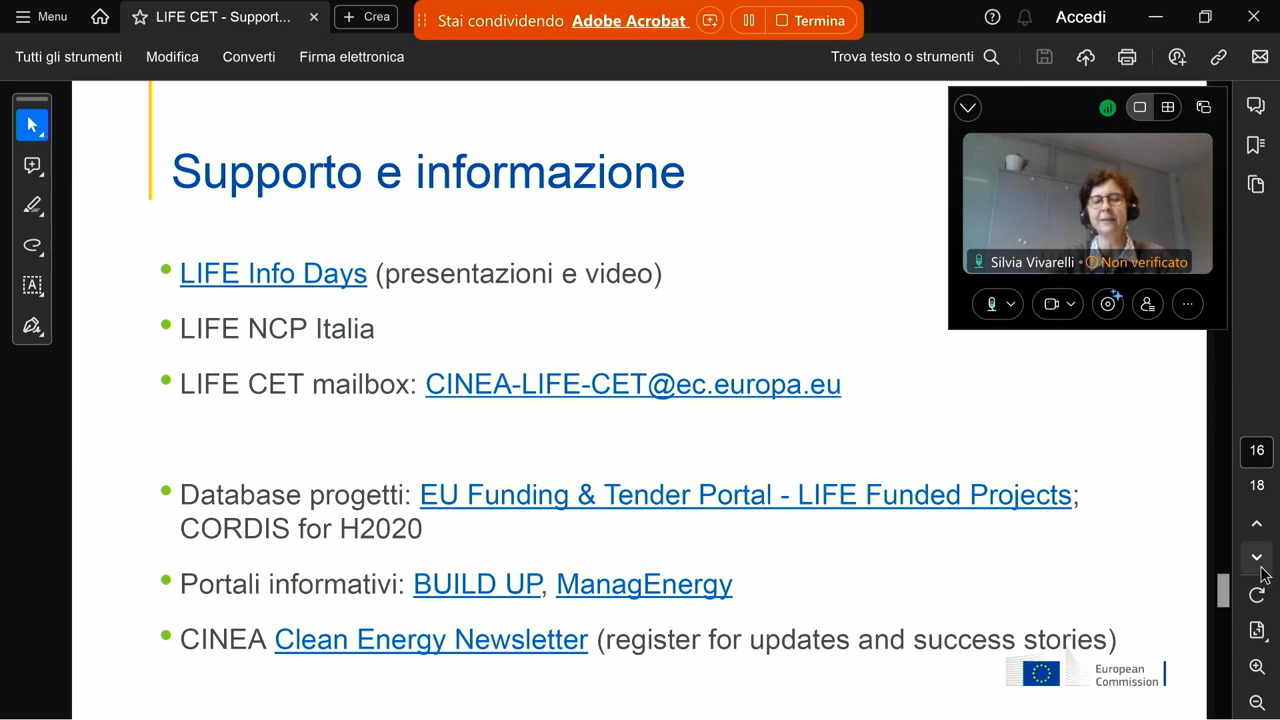 Menu
LIFE CET - Support...
Crea
Stai condividendo Adobe Acrobat
Termina
Accedi
Tutti gli strumenti
Modifica
Converti
Firma elettronica
Trova testo o strumenti
Supporto e informazione
LIFE Info Days (presentazioni e video)
LIFE NCP Italia
LIFE CET mailbox: CINEA-LIFE-CET@ec.europa.eu
Database progetti: EU Funding & Tender Portal - LIFE Funded Projects;
CORDIS for H2020
Portali informativi: BUILD UP, ManagEnergy
CINEA Clean Energy Newsletter (register for updates and success stories)
European
Commission
Silvia Vivarelli • Non verificato
16
18